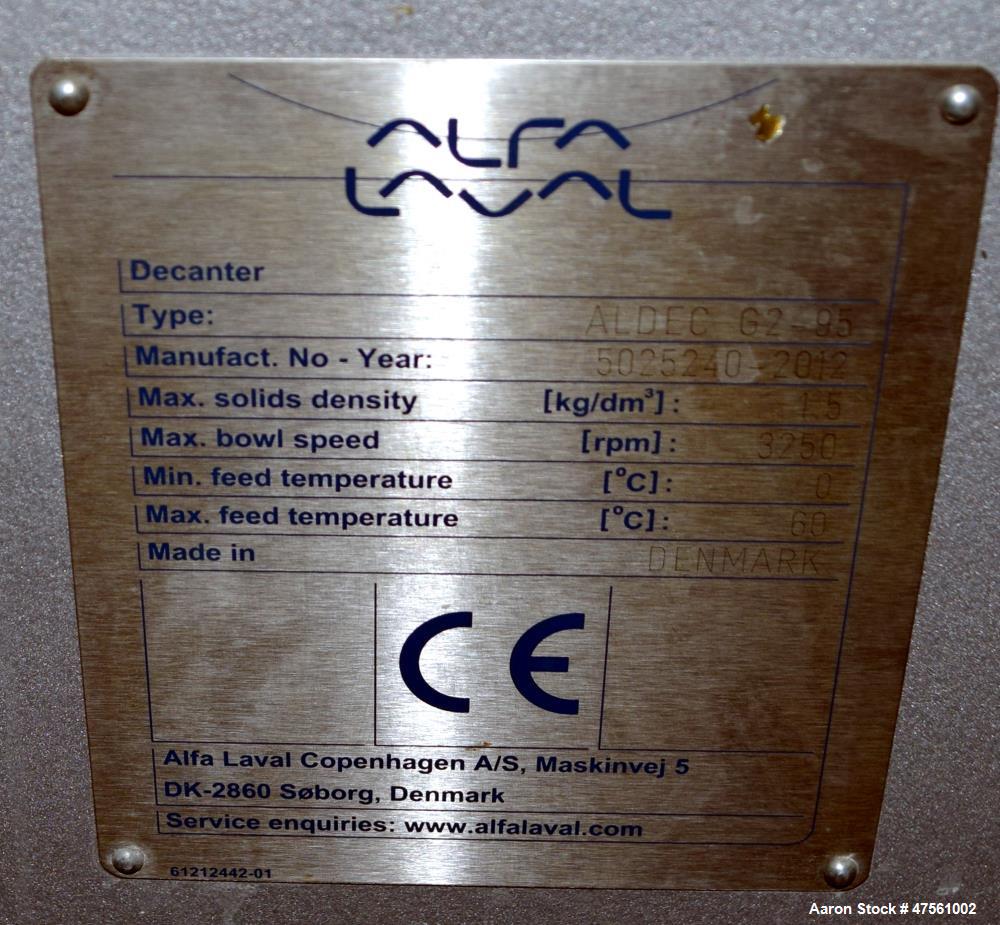 ALFA
LAVAL
Decanter
Type: ALDEC G2-95
Manufact. No - Year: 5025240-2012
Max. solids density [kg/dm³]: 1.5
Max. bowl speed [rpm]: 3250
Min. feed temperature [°C]: 0
Max. feed temperature [°C]: 60
Made in DENMARK
CE
Alfa Laval Copenhagen A/S, Maskinvej 5
DK-2860 Søborg, Denmark
Service enquiries: www.alfalaval.com
61212442-01
Aaron Stock # 47561002